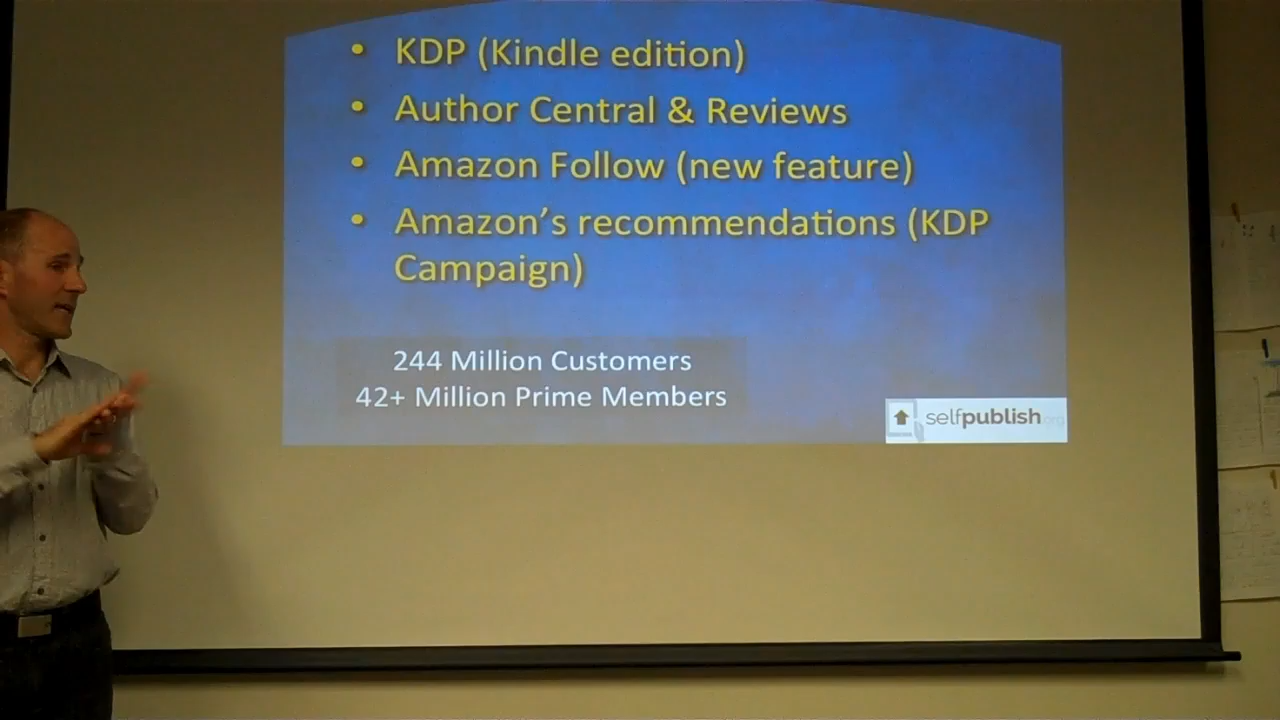 • KDP (Kindle edition)
• Author Central & Reviews
• Amazon Follow (new feature)
• Amazon's recommendations (KDP
Campaign)
244 Million Customers
42+ Million Prime Members
selfpublish.org